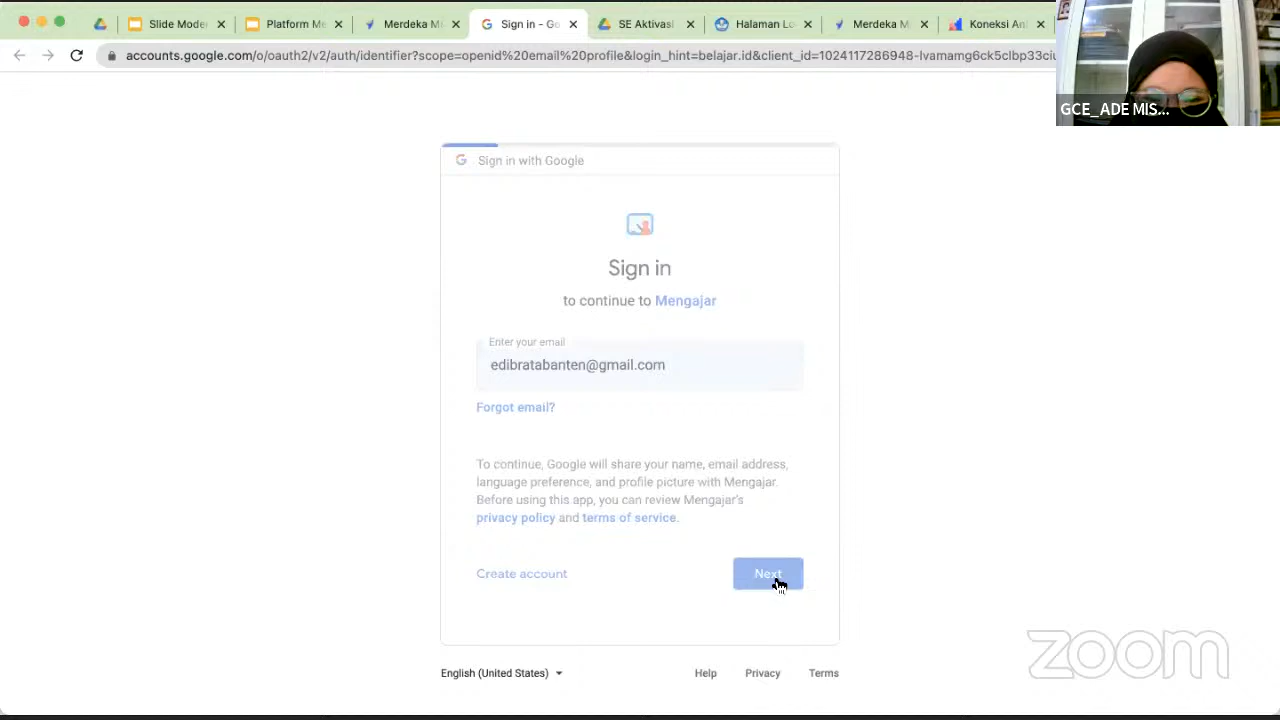 Slide Mode
Platform Me
Merdeka M
Sign in - Go
SE Aktivasi
Halaman Lo
Merdeka M
Koneksi An
accounts.google.com/o/oauth2/v2/auth/identifier?scope=openid%20email%20profile&login_hint=belajar.id&client_id=1024117286948-lvamamg6ck5clbp33ciu
GCE_ADE MIS...
Sign in with Google
Sign in
to continue to Mengajar
Enter your email
edibratabanten@gmail.com
Forgot email?
To continue, Google will share your name, email address,
language preference, and profile picture with Mengajar.
Before using this app, you can review Mengajar's
privacy policy and terms of service.
Create account
Next
English (United States)
Help
Privacy
Terms
zoom